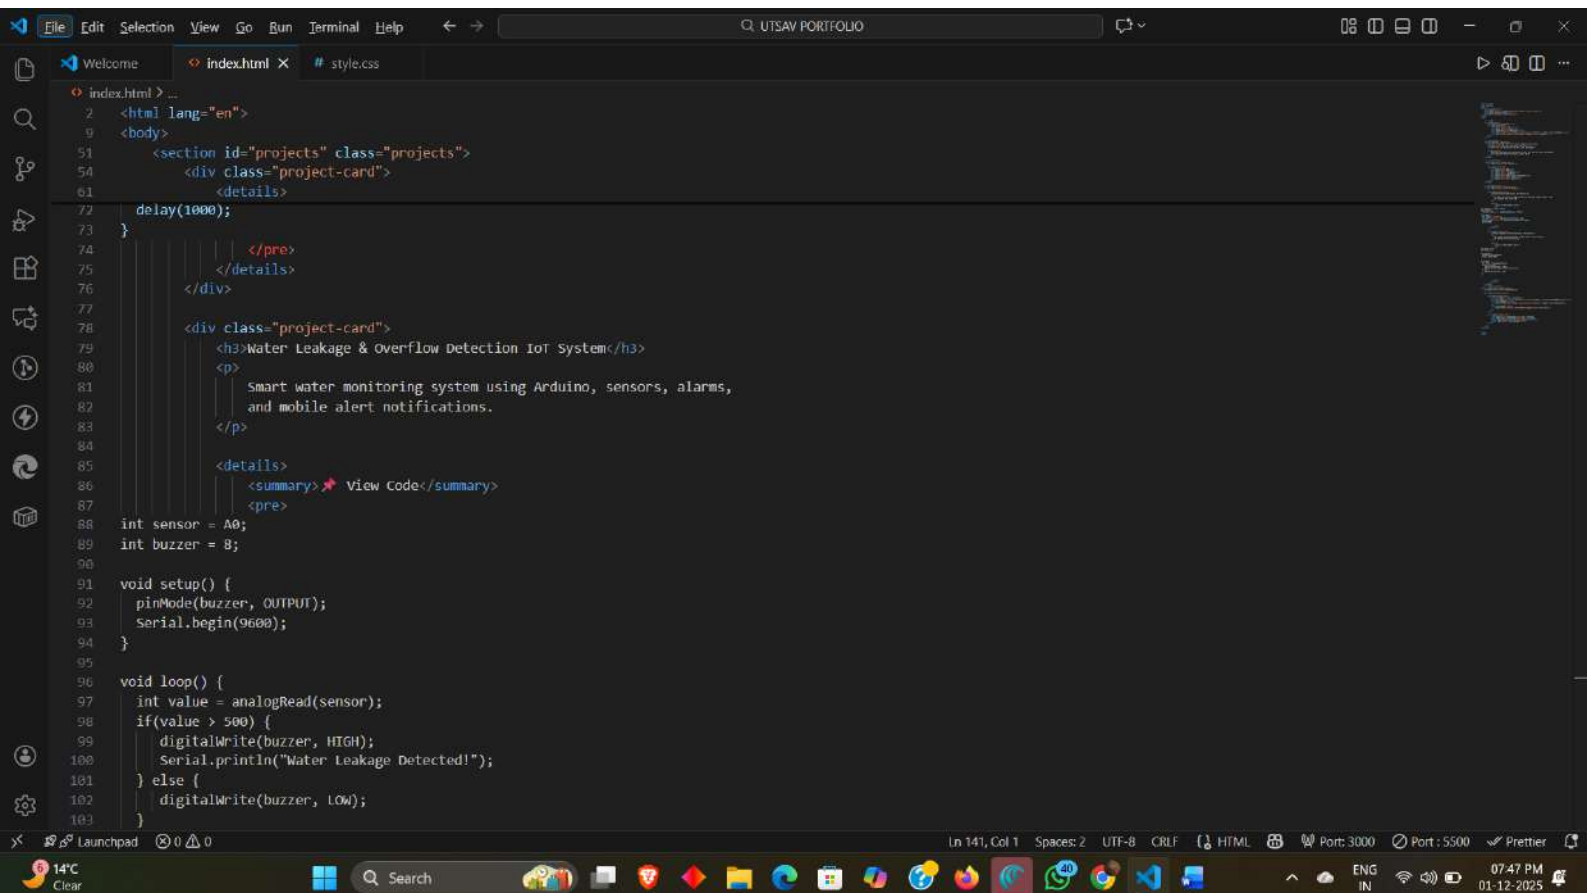 File Edit Selection View Go Run Terminal Help UTSAV PORTFOLIO
Welcome index.html style.css
index.html > ...
2 <html lang="en">
9 <body>
51 <section id="projects" class="projects">
54 <div class="project-card">
61 <details>
72 delay(1000);
73 }
74 </pre>
75 </details>
76 </div>
77
78 <div class="project-card">
79 <h3>Water Leakage & Overflow Detection IoT System</h3>
80 <p>
81 Smart water monitoring system using Arduino, sensors, alarms,
82 and mobile alert notifications.
83 </p>
84
85 <details>
86 <summary>📌 View Code</summary>
87 <pre>
88 int sensor = A0;
89 int buzzer = 8;
90
91 void setup() {
92 pinMode(buzzer, OUTPUT);
93 Serial.begin(9600);
94 }
95
96 void loop() {
97 int value = analogRead(sensor);
98 if(value > 500) {
99 digitalWrite(buzzer, HIGH);
100 Serial.println("Water Leakage Detected!");
101 } else {
102 digitalWrite(buzzer, LOW);
103 }
Launchpad 0 0 Ln 141, Col 1 Spaces: 2 UTF-8 CRLF HTML Port: 3000 Port : 5500 Prettier
6 14°C Search 40 ENG 07:47 PM
Clear IN 01-12-2025